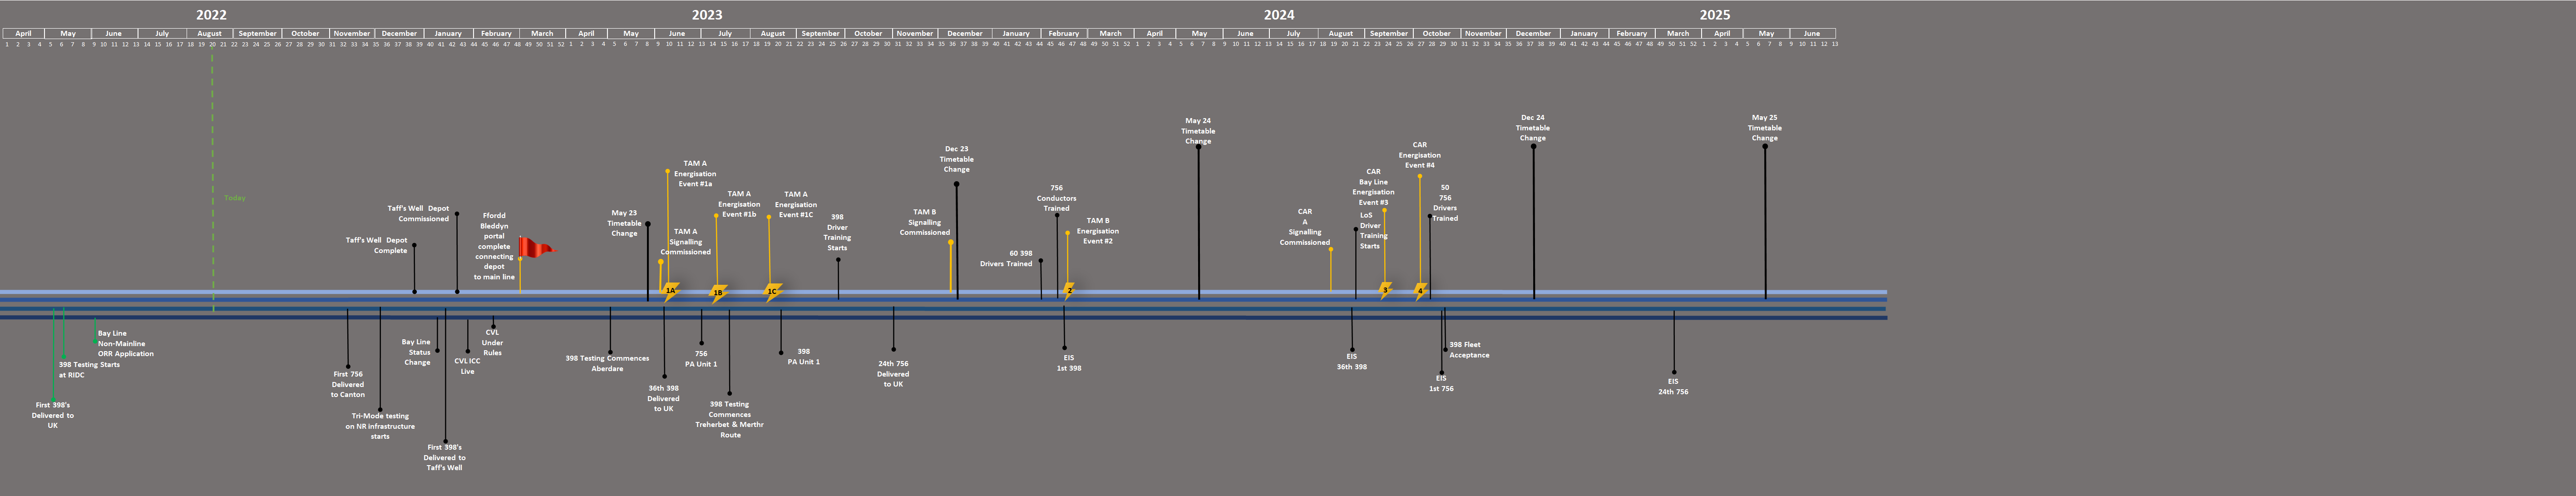 2022 2023 2024 2025
April May June July August September October November December January February March April May June July August September October November December January February March April May June July August September October November December January February March April May June
1 2 3 4 5 6 7 8 9 10 11 12 13 14 15 16 17 18 19 20 21 22 23 24 25 26 27 28 29 30 31 32 33 34 35 36 37 38 39 40 41 42 43 44 45 46 47 48 49 50 51 52 1 2 3 4 5 6 7 8 9 10 11 12 13 14 15 16 17 18 19 20 21 22 23 24 25 26 27 28 29 30 31 32 33 34 35 36 37 38 39 40 41 42 43 44 45 46 47 48 49 50 51 52 1 2 3 4 5 6 7 8 9 10 11 12 13 14 15 16 17 18 19 20 21 22 23 24 25 26 27 28 29 30 31 32 33 34 35 36 37 38 39 40 41 42 43 44 45 46 47 48 49 50 51 52 1 2 3 4 5 6 7 8 9 10 11 12 13
Today
Taff's Well Depot
Complete
Taff's Well Depot
Commissioned
Ffordd
Bleddyn
portal
complete
connecting
depot
to main line
May 23
Timetable
Change
TAM A
Energisation
Event #1a
TAM A
Signalling
Commissioned
TAM A
Energisation
Event #1b
TAM A
Energisation
Event #1C
398
Driver
Training
Starts
TAM B
Signalling
Commissioned
Dec 23
Timetable
Change
60 398
Drivers Trained
756
Conductors
Trained
TAM B
Energisation
Event #2
May 24
Timetable
Change
CAR
A
Signalling
Commissioned
CAR
Bay Line
Energisation
Event #3
LoS
Driver
Training
Starts
CAR
Energisation
Event #4
50
756
Drivers
Trained
Dec 24
Timetable
Change
May 25
Timetable
Change
1A
1B
1C
2
3
4
First 398's
Delivered to
UK
398 Testing Starts
at RIDC
Bay Line
Non-Mainline
ORR Application
First 756
Delivered
to Canton
Tri-Mode testing
on NR infrastructure
starts
Bay Line
Status
Change
First 398's
Delivered to
Taff's Well
CVL ICC
Live
CVL
Under
Rules
398 Testing Commences
Aberdare
36th 398
Delivered
to UK
756
PA Unit 1
398 Testing
Commences
Treherbet & Merthr
Route
398
PA Unit 1
24th 756
Delivered
to UK
EIS
1st 398
EIS
36th 398
EIS
1st 756
398 Fleet
Acceptance
EIS
24th 756